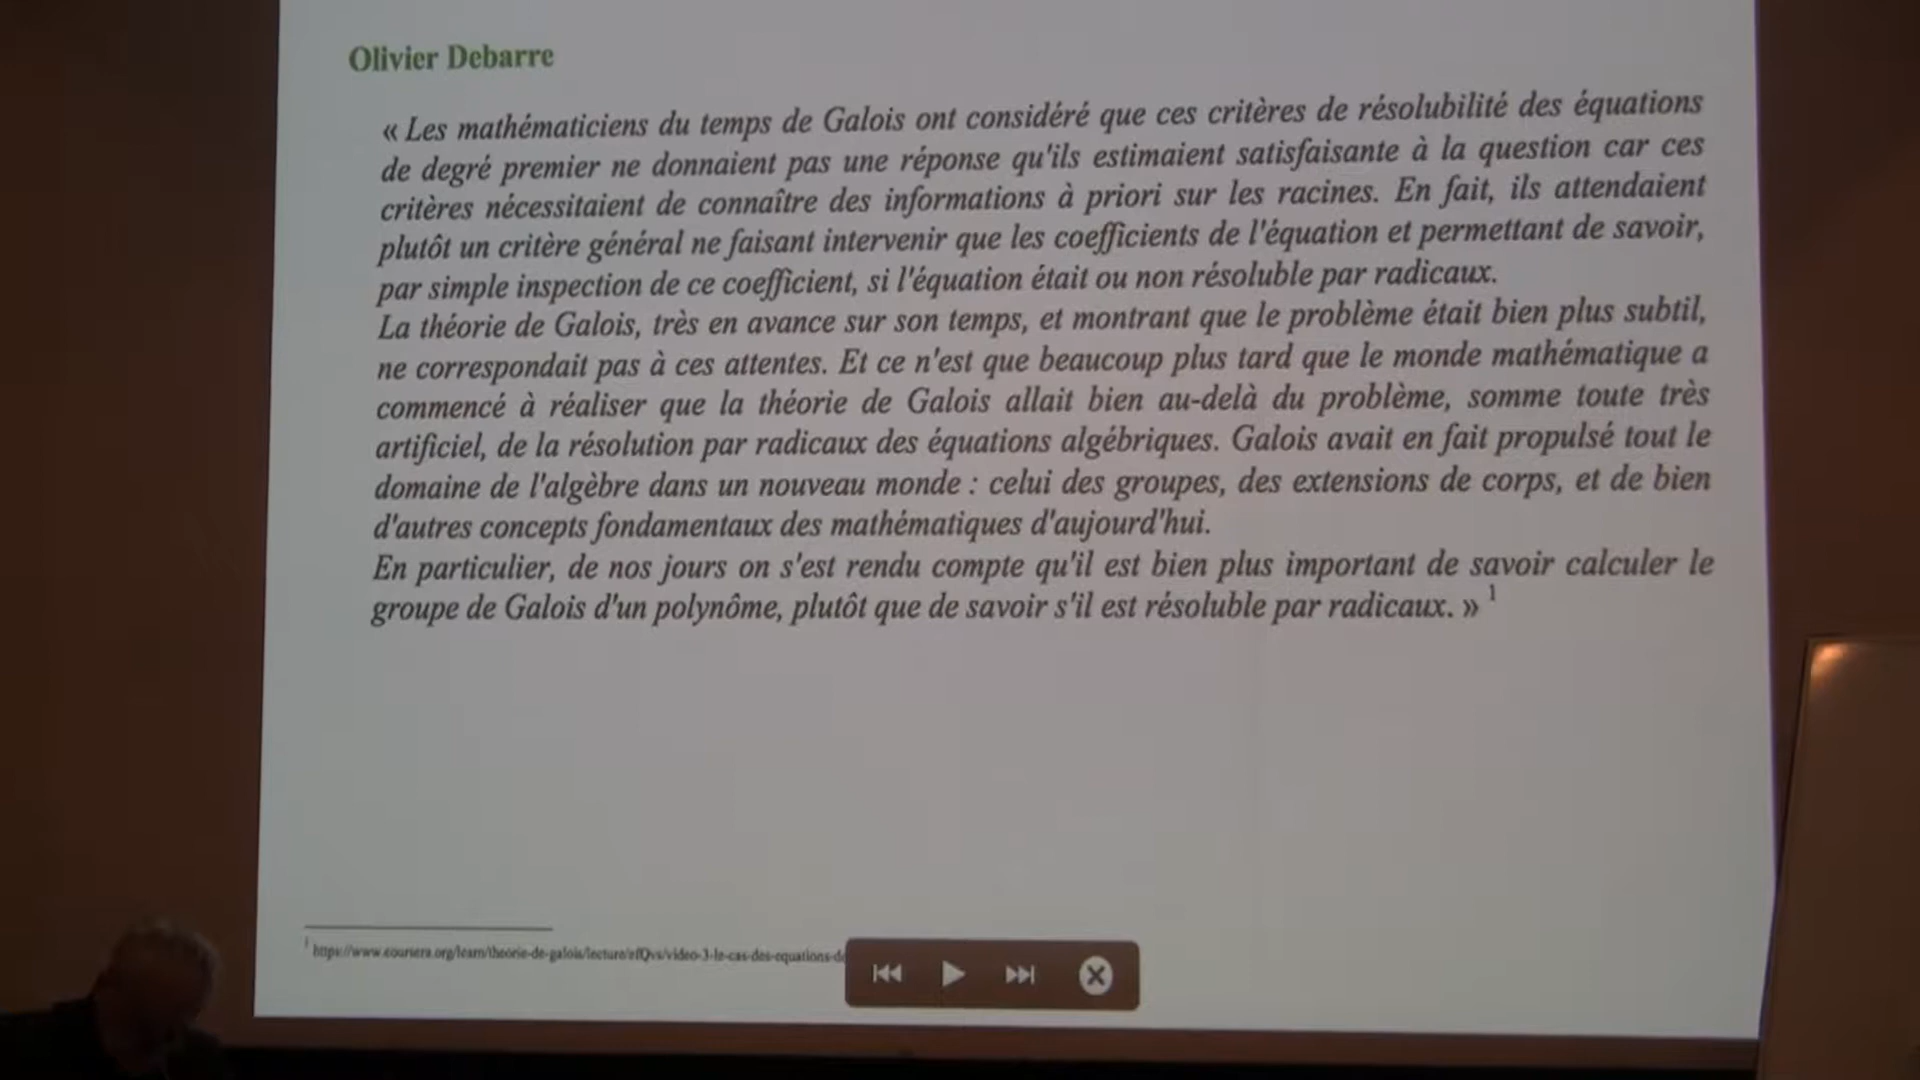 Olivier Debarre
« Les mathématiciens du temps de Galois ont considéré que ces critères de résolubilité des équations
de degré premier ne donnaient pas une réponse qu'ils estimaient satisfaisante à la question car ces
critères nécessitaient de connaître des informations à priori sur les racines. En fait, ils attendaient
plutôt un critère général ne faisant intervenir que les coefficients de l'équation et permettant de savoir,
par simple inspection de ce coefficient, si l'équation était ou non résoluble par radicaux.
La théorie de Galois, très en avance sur son temps, et montrant que le problème était bien plus subtil,
ne correspondait pas à ces attentes. Et ce n'est que beaucoup plus tard que le monde mathématique a
commencé à réaliser que la théorie de Galois allait bien au-delà du problème, somme toute très
artificiel, de la résolution par radicaux des équations algébriques. Galois avait en fait propulsé tout le
domaine de l'algèbre dans un nouveau monde : celui des groupes, des extensions de corps, et de bien
d'autres concepts fondamentaux des mathématiques d'aujourd'hui.
En particulier, de nos jours on s'est rendu compte qu'il est bien plus important de savoir calculer le
groupe de Galois d'un polynôme, plutôt que de savoir s'il est résoluble par radicaux. » 1